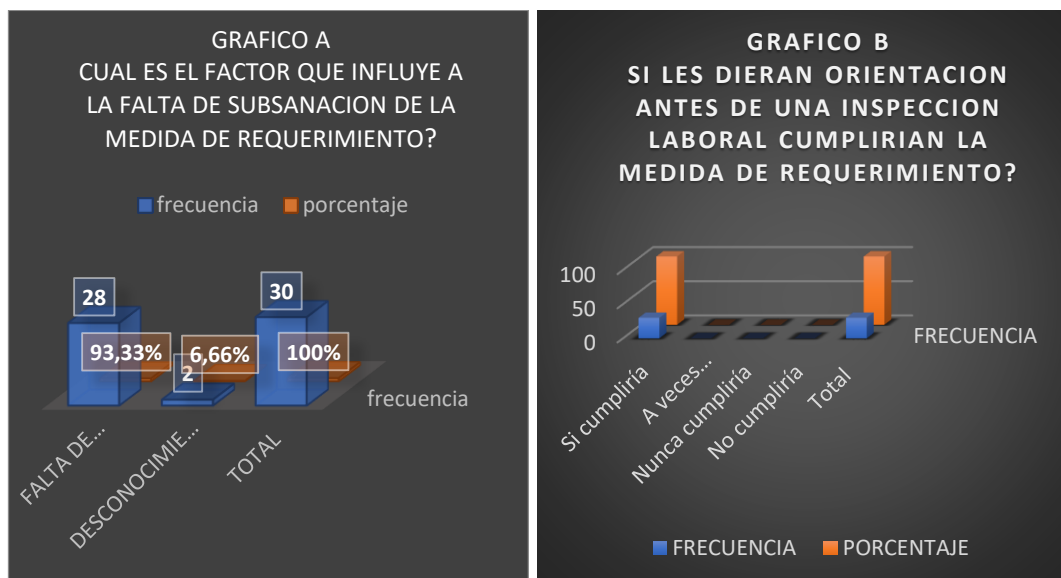 GRAFICO A
CUAL ES EL FACTOR QUE INFLUYE A
LA FALTA DE SUBSANACION DE LA
MEDIDA DE REQUERIMIENTO?
frecuencia porcentaje
28
30
93,33% 6,66% 100%
2
frecuencia
FALTA DE...
DESCONOCIMIE...
TOTAL
GRAFICO B
SI LES DIERAN ORIENTACION
ANTES DE UNA INSPECCION
LABORAL CUMPLIRIAN LA
MEDIDA DE REQUERIMIENTO?
100
50
0
FRECUENCIA
Si cumpliría
A veces...
Nunca cumpliría
No cumpliría
Total
FRECUENCIA PORCENTAJE